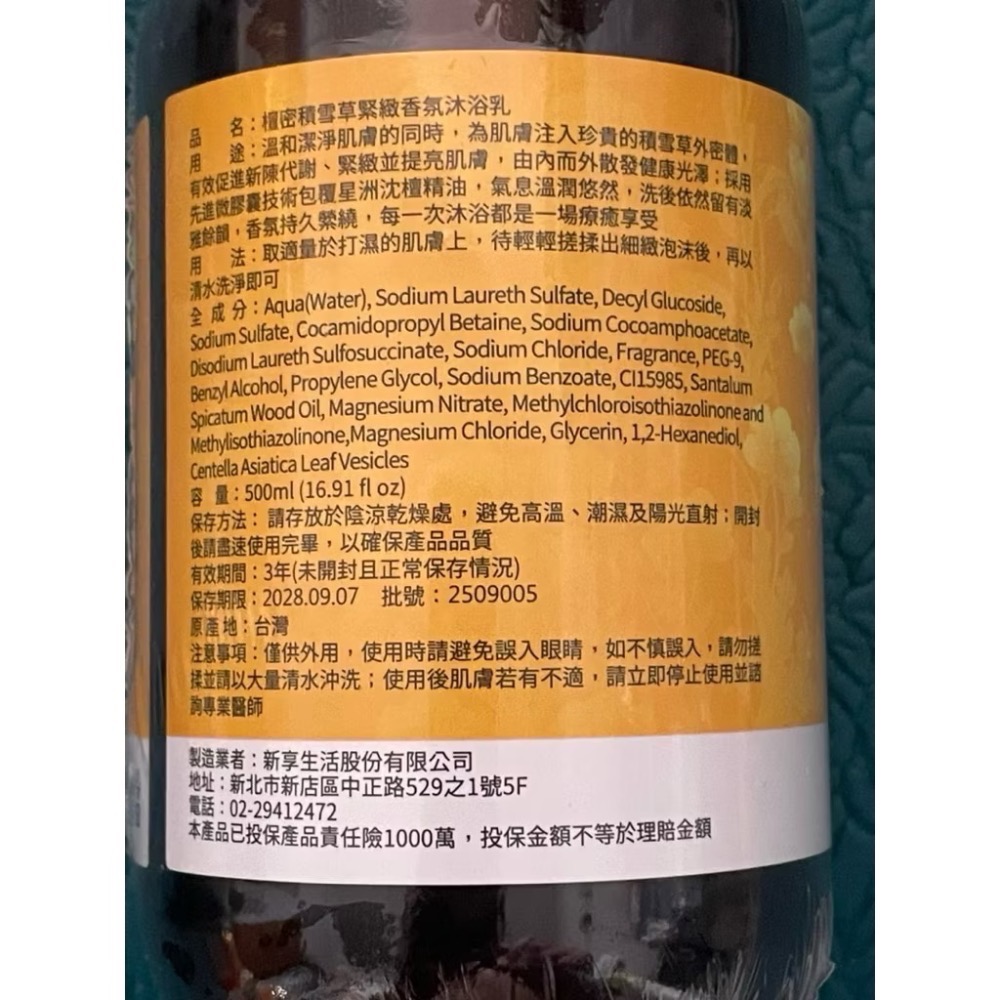 品　名：檀密積雪草緊緻香氛沐浴乳
用　途：溫和潔淨肌膚的同時，為肌膚注入珍貴的積雪草外密體，
有效促進新陳代謝、緊緻並提亮肌膚，由內而外散發健康光澤；採用
先進微膠囊技術包覆星洲沈檀精油，氣息溫潤悠然，洗後依然留有淡
雅餘韻，香氛持久縈繞，每一次沐浴都是一場療癒享受
用　法：取適量於打濕的肌膚上，待輕輕搓揉出細緻泡沫後，再以
清水洗淨即可
全 成 分：Aqua(Water), Sodium Laureth Sulfate, Decyl Glucoside,
Sodium Sulfate, Cocamidopropyl Betaine, Sodium Cocoamphoacetate,
Disodium Laureth Sulfosuccinate, Sodium Chloride, Fragrance, PEG-9,
Benzyl Alcohol, Propylene Glycol, Sodium Benzoate, CI15985, Santalum
Spicatum Wood Oil, Magnesium Nitrate, Methylchloroisothiazolinone and
Methylisothiazolinone,Magnesium Chloride, Glycerin, 1,2-Hexanediol,
Centella Asiatica Leaf Vesicles
容 量：500ml (16.91 fl oz)
保存方法：請存放於陰涼乾燥處，避免高溫、潮濕及陽光直射；開封
後請盡速使用完畢，以確保產品品質
有效期間：3年(未開封且正常保存情況)
保存期限：2028.09.07　批號：2509005
原產地：台灣
注意事項：僅供外用，使用時請避免誤入眼睛，如不慎誤入，請勿搓
揉並請以大量清水沖洗；使用後肌膚若有不適，請立即停止使用並諮
詢專業醫師
製造業者：新享生活股份有限公司
地址：新北市新店區中正路529之1號5F
電話：02-29412472
本產品已投保產品責任險1000萬，投保金額不等於理賠金額